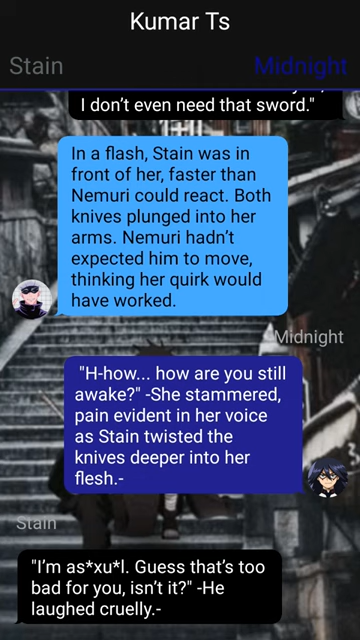 Kumar Ts
Stain
Midnight
I don't even need that sword."
In a flash, Stain was in
front of her, faster than
Nemuri could react. Both
knives plunged into her
arms. Nemuri hadn't
expected him to move,
thinking her quirk would
have worked.
Midnight
"H-how... how are you still
awake?" -She stammered,
pain evident in her voice
as Stain twisted the
knives deeper into her
flesh.-
Stain
"I'm as*xu*l. Guess that's too
bad for you, isn't it?" -He
laughed cruelly.-